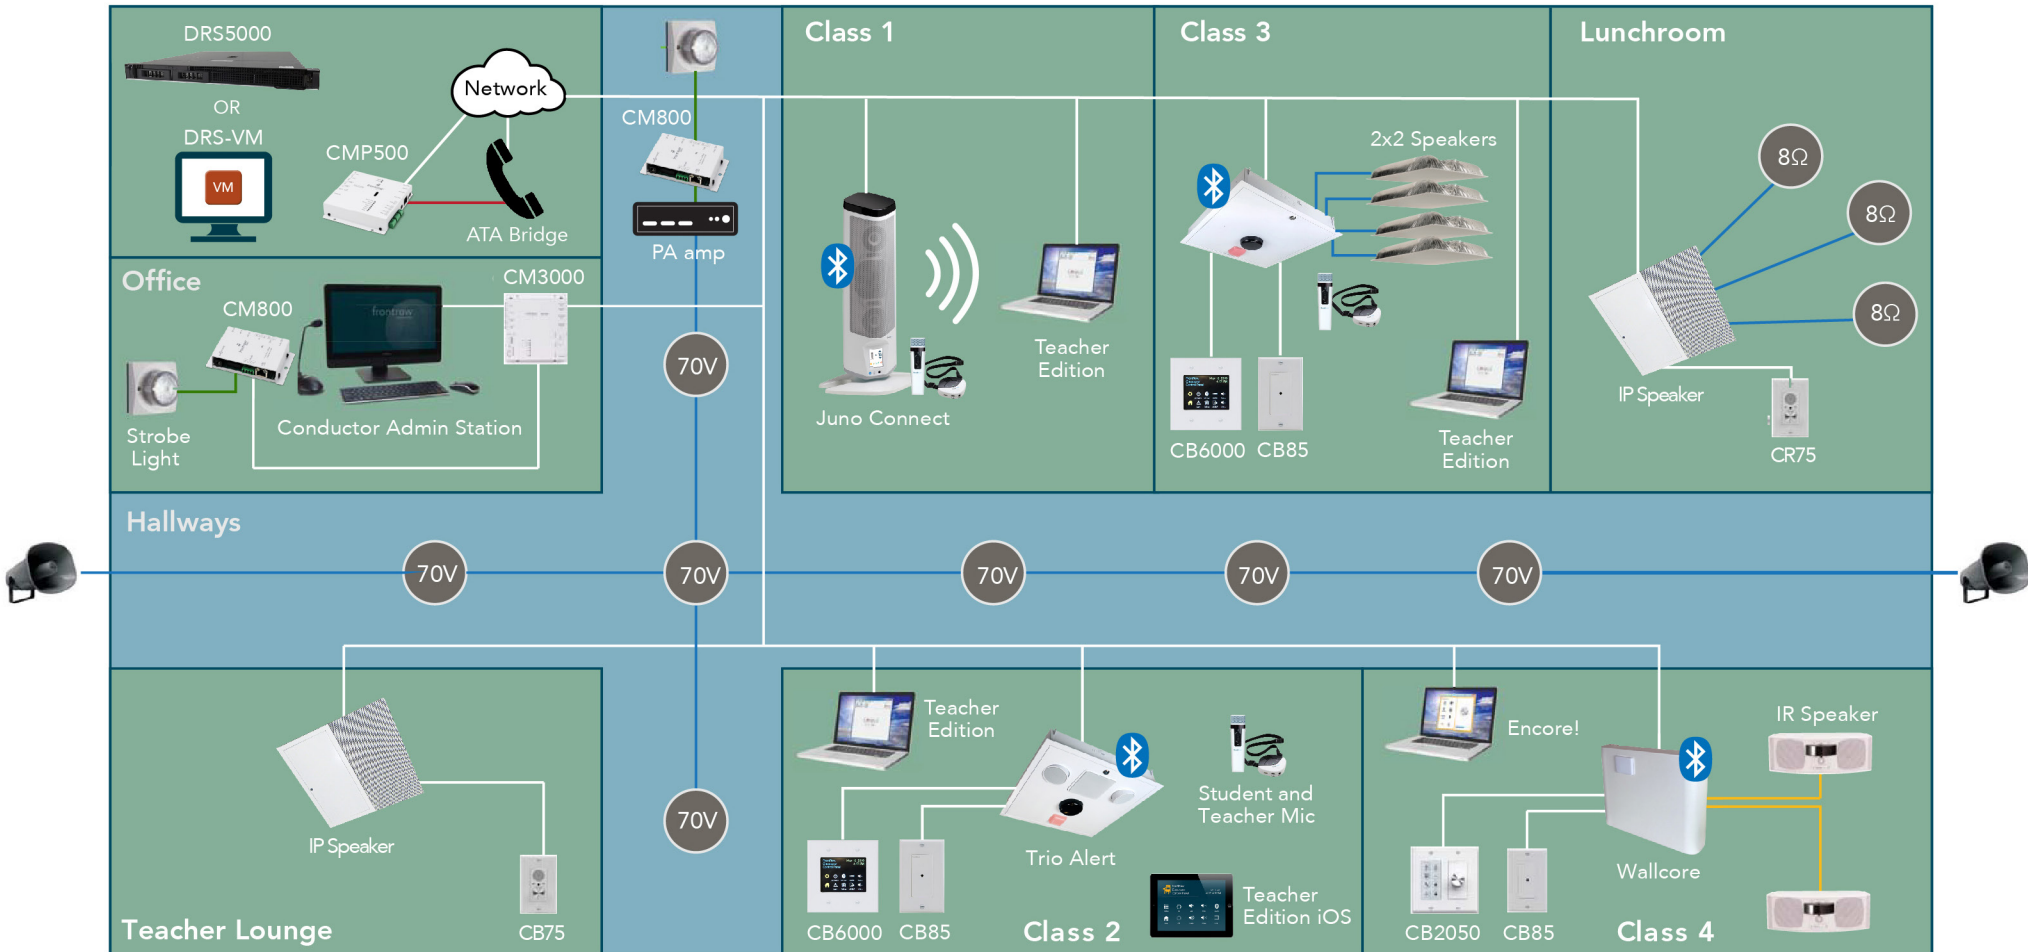 DRS5000
OR
DRS-VM
VM
CMP500
Network
ATA Bridge
CM800
PA amp
Office
CM800
frontrow
CM3000
Strobe
Light
Conductor Admin Station
Class 1
Juno Connect
Teacher
Edition
Class 3
2x2 Speakers
CB6000
CB85
Teacher
Edition
Lunchroom
8Ω
8Ω
8Ω
IP Speaker
CR75
70V
Hallways
70V
70V
70V
70V
70V
70V
IP Speaker
CB75
Teacher Lounge
Teacher
Edition
Student and
Teacher Mic
Trio Alert
CB6000
CB85
Class 2
Teacher
Edition iOS
Encore!
IR Speaker
Wallcore
CB2050
CB85
Class 4